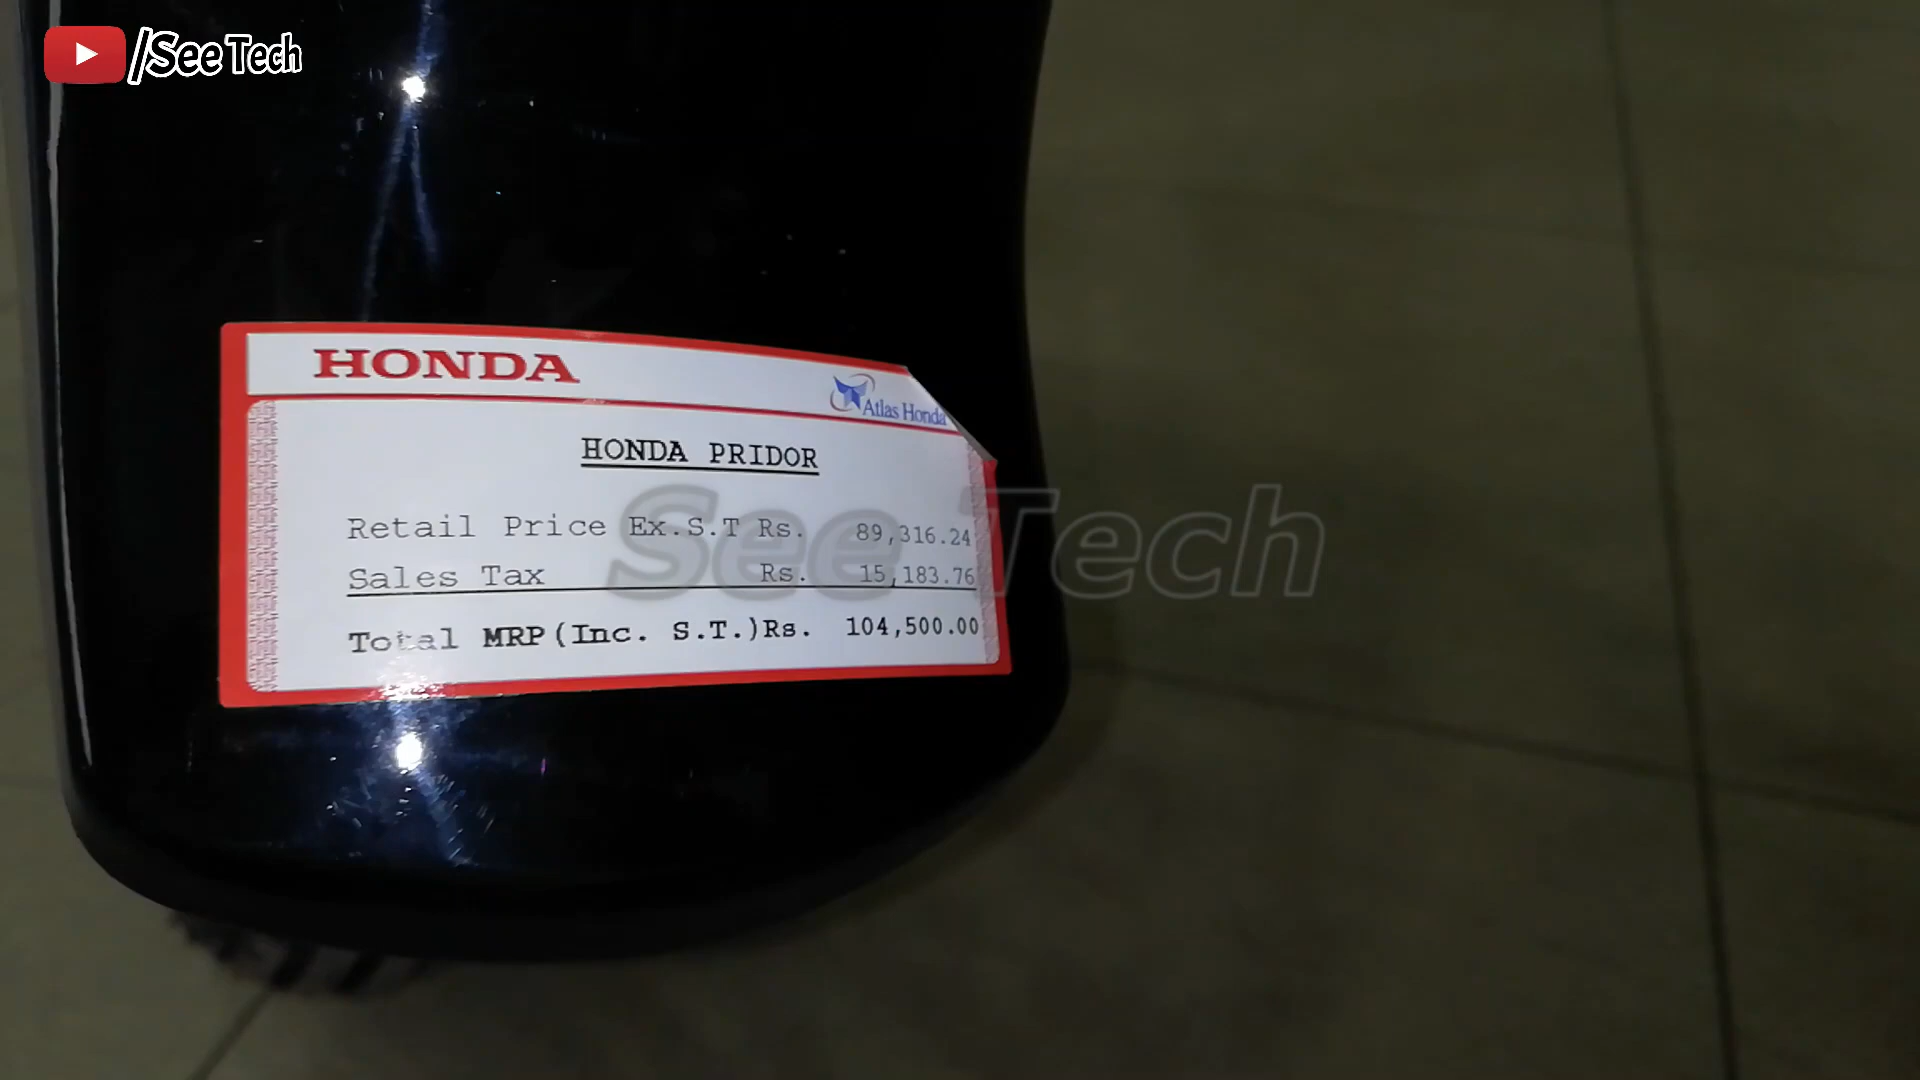 /See Tech
HONDA
Atlas Honda
HONDA PRIDOR
See Tech
Retail Price Ex.S.T Rs. 89,316.24
Sales Tax Rs. 15,183.76
Total MRP(Inc. S.T.)Rs. 104,500.00